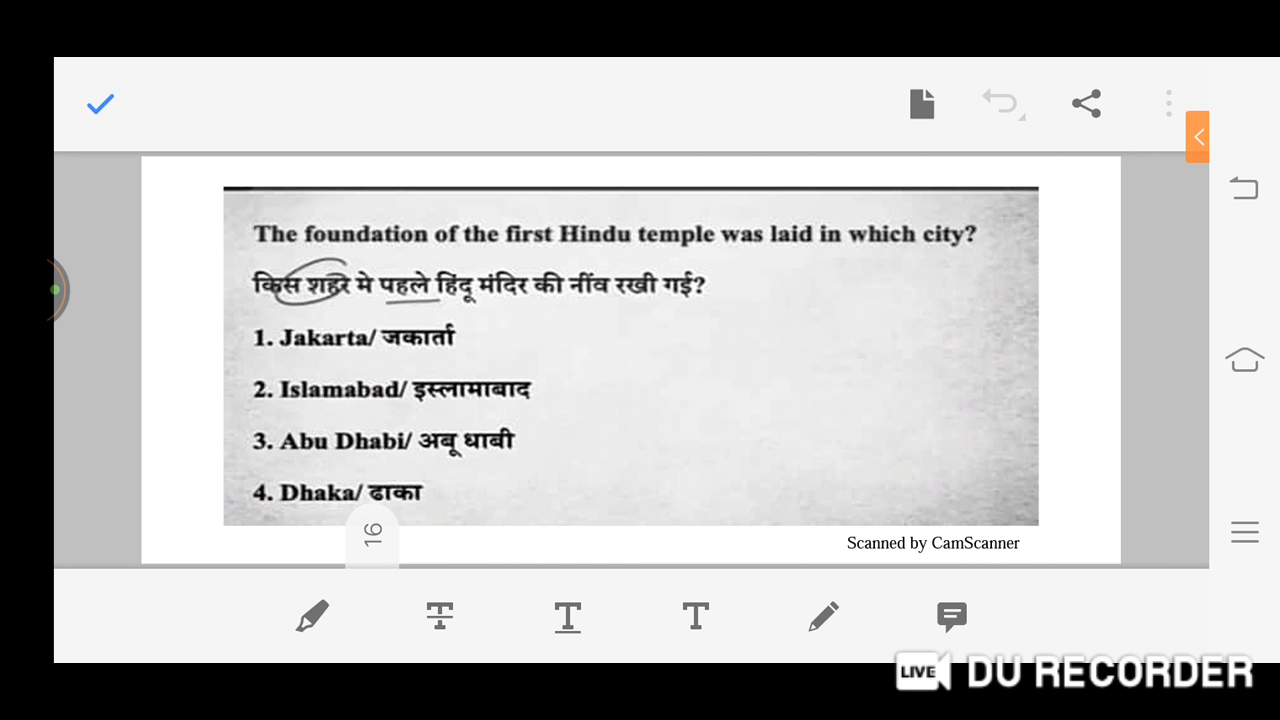 The foundation of the first Hindu temple was laid in which city?
किस शहर मे पहले हिंदू मंदिर की नींव रखी गई?
1. Jakarta/ जकार्ता
2. Islamabad/ इस्लामाबाद
3. Abu Dhabi/ अबू धाबी
4. Dhaka/ ढाका
16
Scanned by CamScanner
T T T
LIVE DU RECORDER